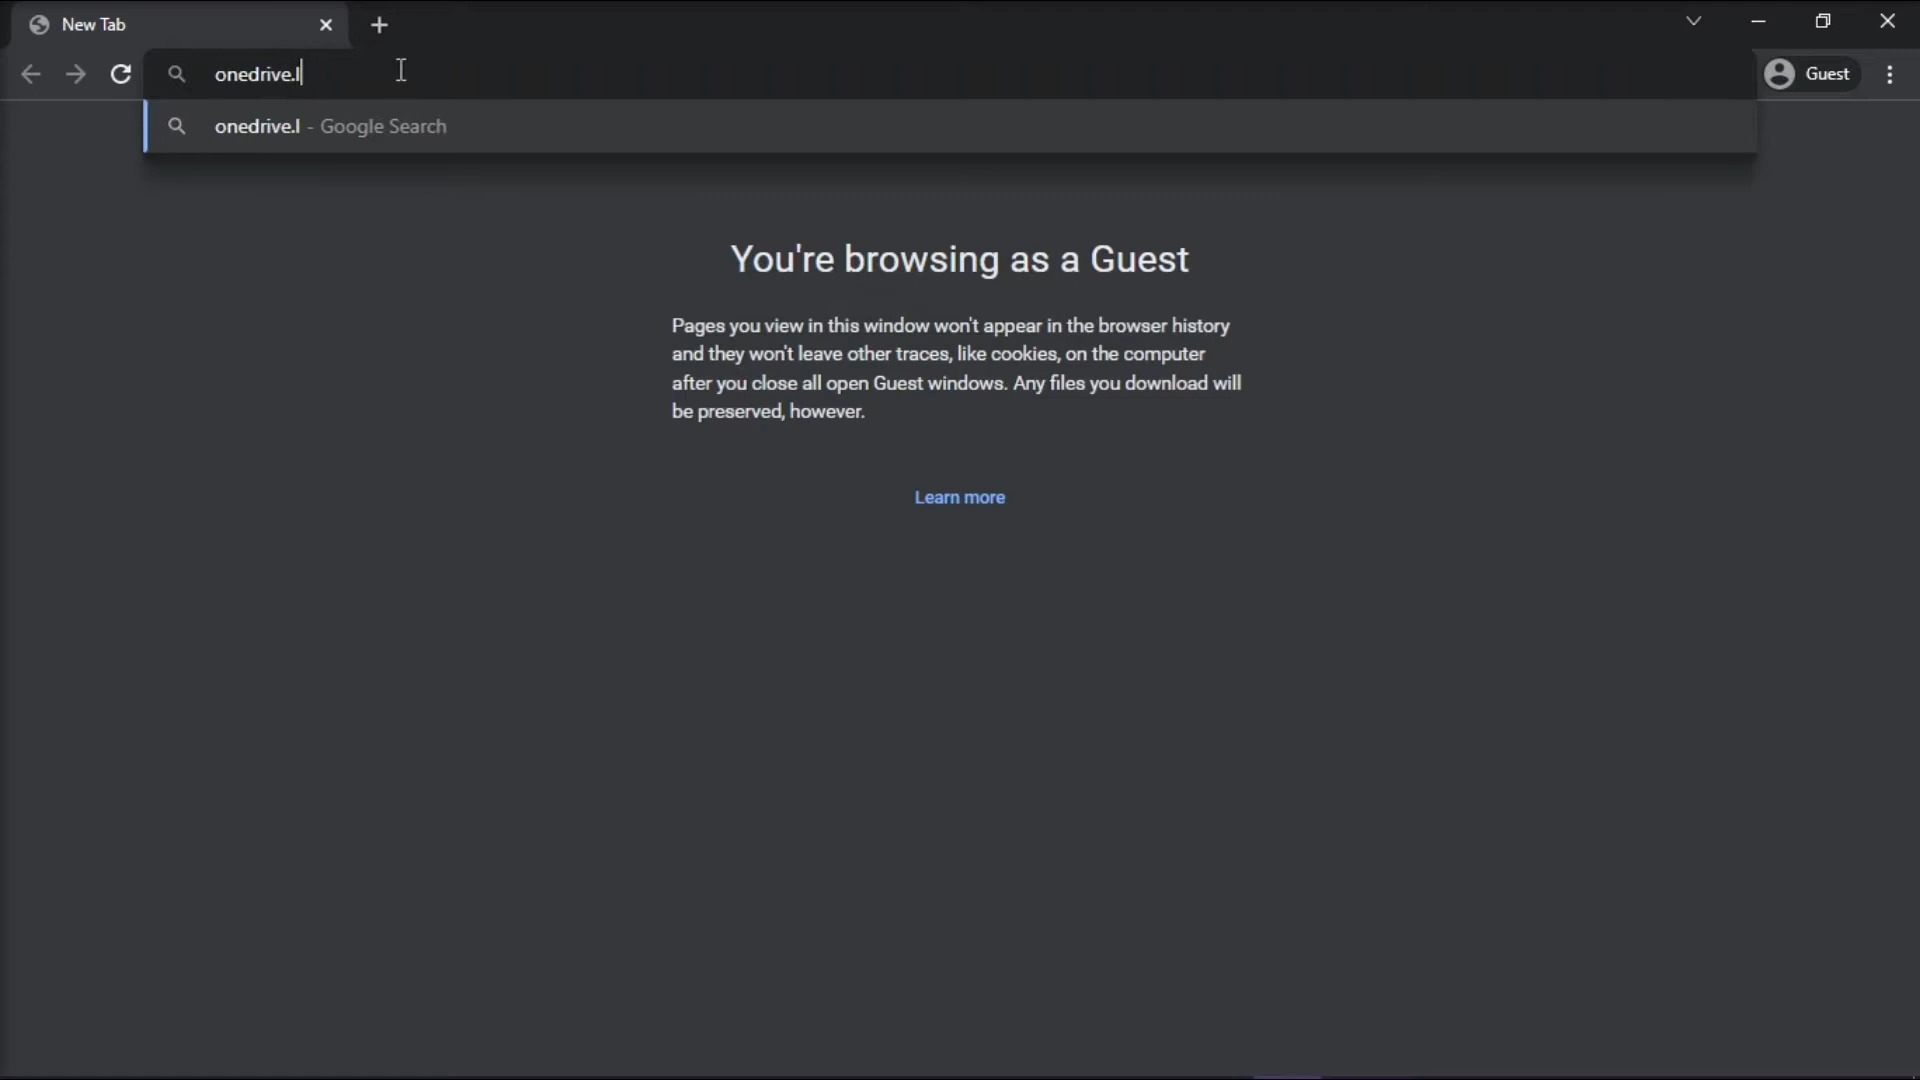 New Tab
onedrive.l
Guest
onedrive.l - Google Search
You're browsing as a Guest
Pages you view in this window won't appear in the browser history
and they won't leave other traces, like cookies, on the computer
after you close all open Guest windows. Any files you download will
be preserved, however.
Learn more